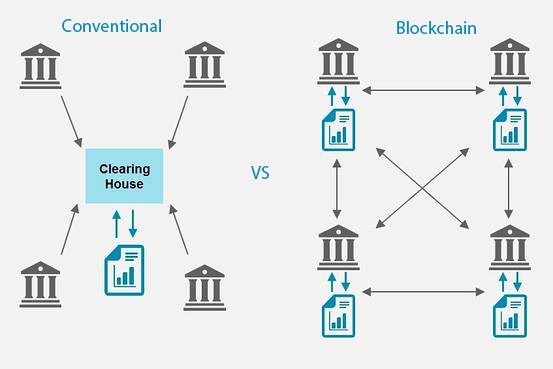 Conventional
Blockchain
Clearing
House
VS